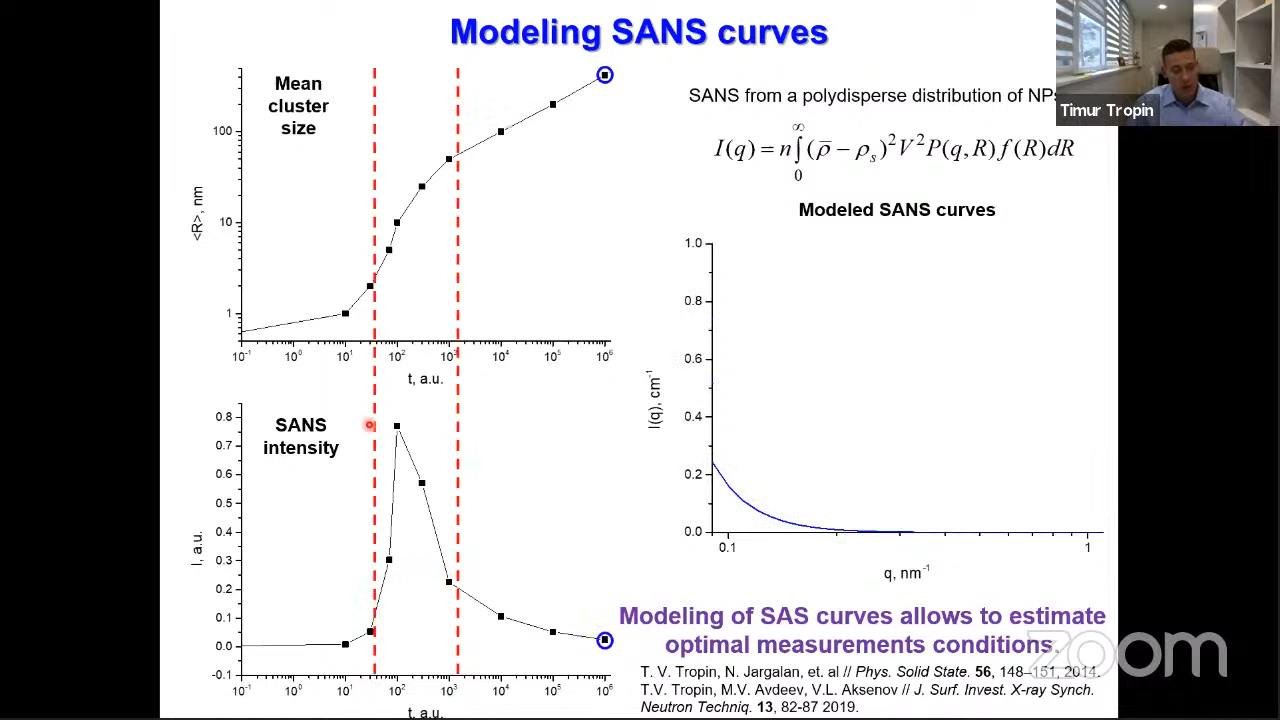 Modeling SANS curves
Mean
cluster
size
100
10
1
<R>, nm
10⁻¹ 10⁰ 10¹ 10² 10³ 10⁴ 10⁵ 10⁶
t, a.u.
SANS
intensity
0.8
0.7
0.6
0.5
0.4
0.3
0.2
0.1
0.0
-0.1
I, a.u.
10⁻¹ 10⁰ 10¹ 10² 10³ 10⁴ 10⁵ 10⁶
t, a.u.
SANS from a polydisperse distribution of NPs
I(q) = n∫₀^∞(ρ̅ − ρₛ)²V²P(q, R) f(R)dR
Modeled SANS curves
1.0
0.8
0.6
0.4
0.2
0.0
I(q), cm⁻¹
0.1 1
q, nm⁻¹
Modeling of SAS curves allows to estimate
optimal measurements conditions.
T. V. Tropin, N. Jargalan, et. al // Phys. Solid State. 56, 148–151, 2014.
T.V. Tropin, M.V. Avdeev, V.L. Aksenov // J. Surf. Invest. X-ray Synch.
Neutron Techniq. 13, 82-87 2019.
Timur Tropin
zoom